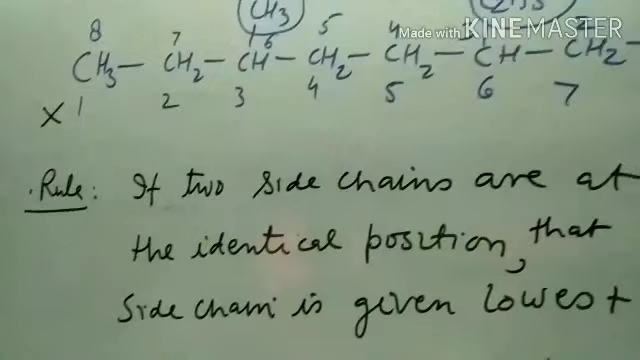 CH3
Made with KINEMASTER
8 7 6 5 4
CH3 — CH2 — CH — CH2 — CH2 — CH — CH2 —
X 1 2 3 4 5 6 7
Rule: If two side chains are at
the identical position, that
side chain is given lowest